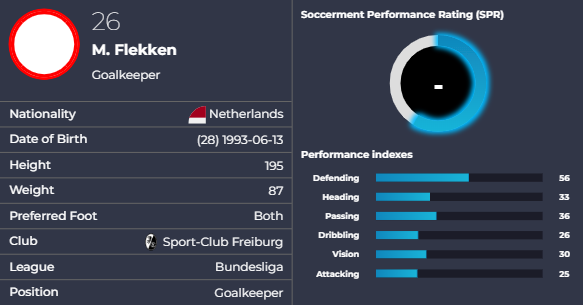 26
M. Flekken
Goalkeeper
Nationality Netherlands
Date of Birth (28) 1993-06-13
Height 195
Weight 87
Preferred Foot Both
Club Sport-Club Freiburg
League Bundesliga
Position Goalkeeper
Soccerment Performance Rating (SPR)
-
Performance indexes
Defending 56
Heading 33
Passing 36
Dribbling 26
Vision 30
Attacking 25